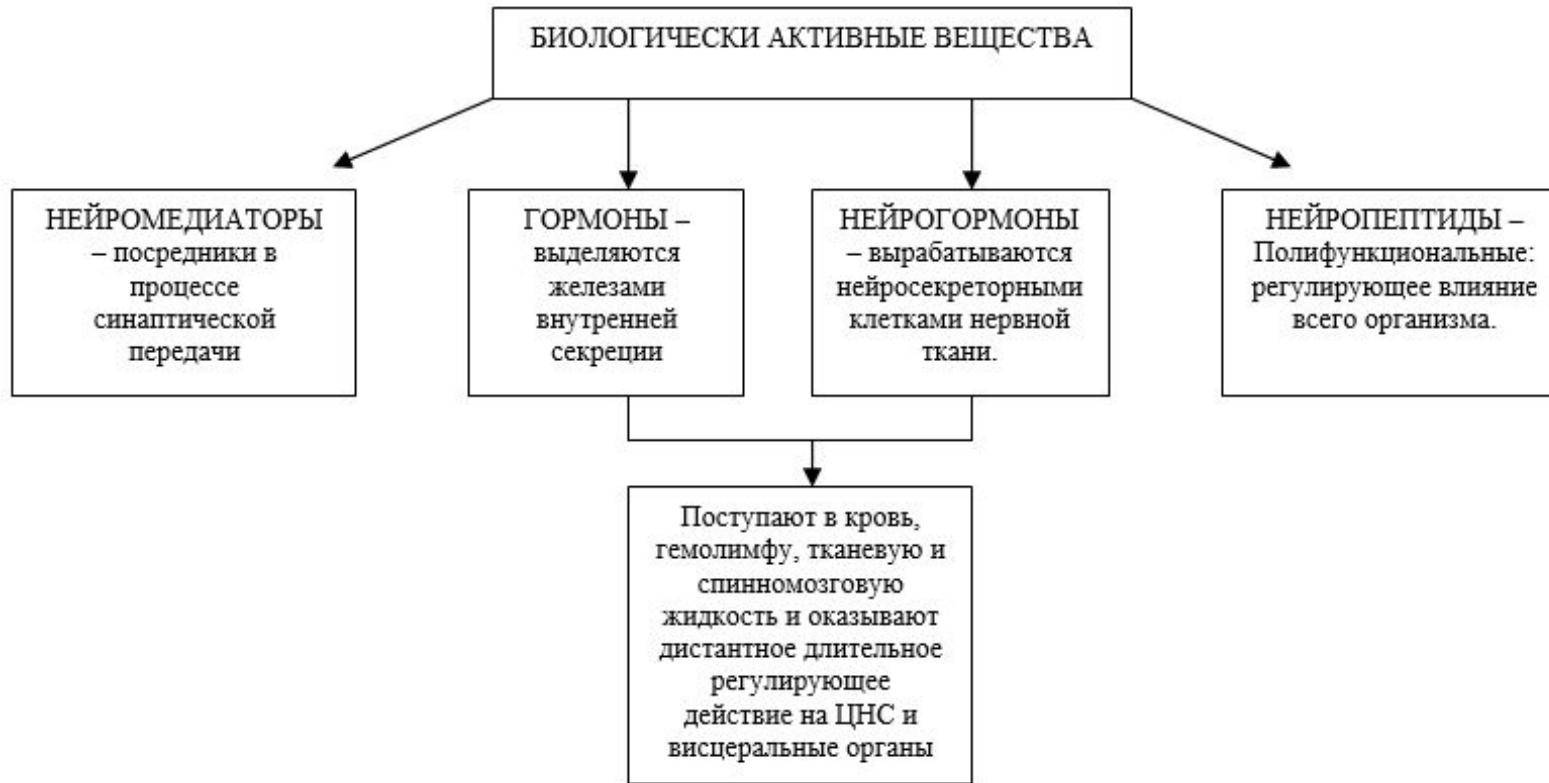 БИОЛОГИЧЕСКИ АКТИВНЫЕ ВЕЩЕСТВА
НЕЙРОМЕДИАТОРЫ
– посредники в
процессе
синаптической
передачи
ГОРМОНЫ –
выделяются
железами
внутренней
секреции
НЕЙРОГОРМОНЫ
– вырабатываются
нейросекреторными
клетками нервной
ткани.
НЕЙРОПЕПТИДЫ –
Полифункциональные:
регулирующее влияние
всего организма.
Поступают в кровь,
гемолимфу, тканевую и
спинномозговую
жидкость и оказывают
дистантное длительное
регулирующее
действие на ЦНС и
висцеральные органы